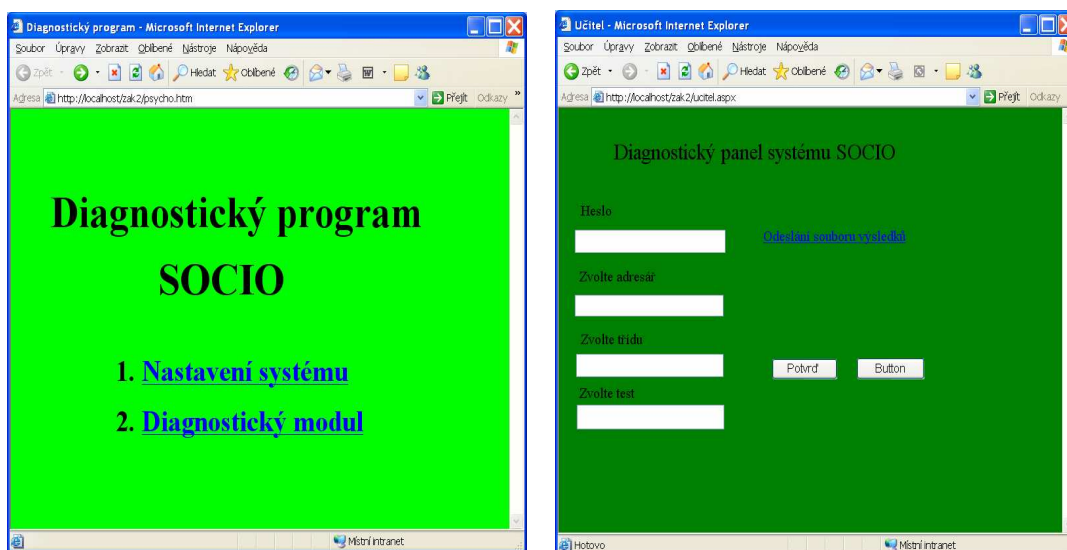 Diagnostický program - Microsoft Internet Explorer
Soubor Úpravy Zobrazit Oblíbené Nástroje Nápověda
Zpět Hledat Oblíbené
Adresa http://localhost/zak2/psycho.htm Přejít Odkazy »
Diagnostický program
SOCIO
1. Nastavení systému
2. Diagnostický modul
Místní intranet
Učitel - Microsoft Internet Explorer
Soubor Úpravy Zobrazit Oblíbené Nástroje Nápověda
Zpět Hledat Oblíbené
Adresa http://localhost/zak2/ucitel.aspx Přejít Odkazy
Diagnostický panel systému SOCIO
Heslo
Odeslání souboru výsledků
Zvolte adresář
Zvolte třídu
Potvrď Button
Zvolte test
Hotovo Místní intranet